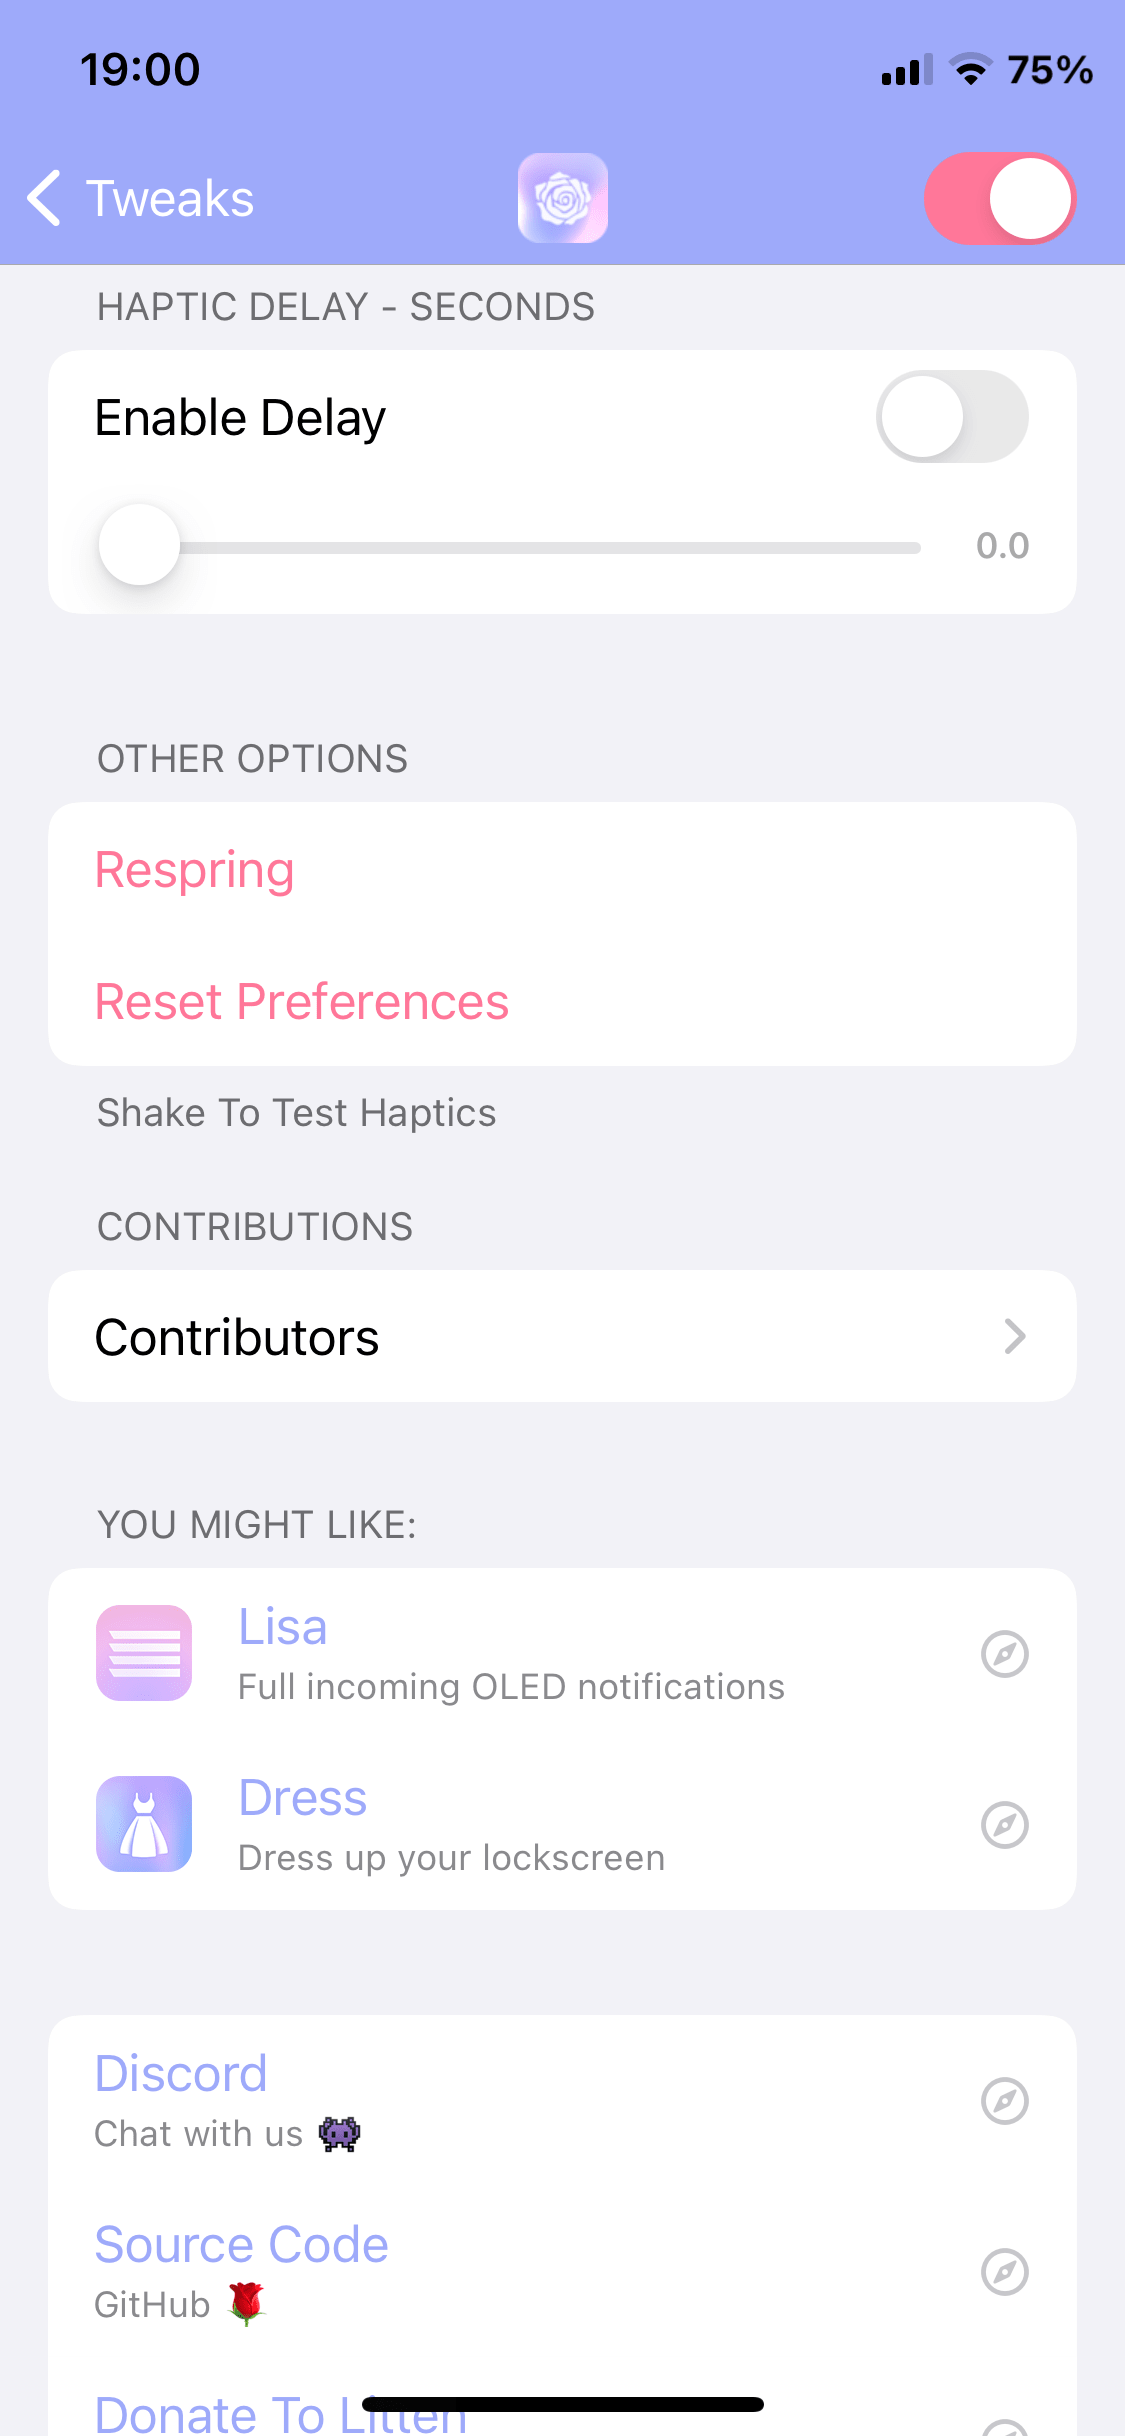 19:00
75%
Tweaks
HAPTIC DELAY - SECONDS
Enable Delay
0.0
OTHER OPTIONS
Respring
Reset Preferences
Shake To Test Haptics
CONTRIBUTIONS
Contributors
YOU MIGHT LIKE:
Lisa
Full incoming OLED notifications
Dress
Dress up your lockscreen
Discord
Chat with us 👾
Source Code
GitHub 🌹
Donate To Litten